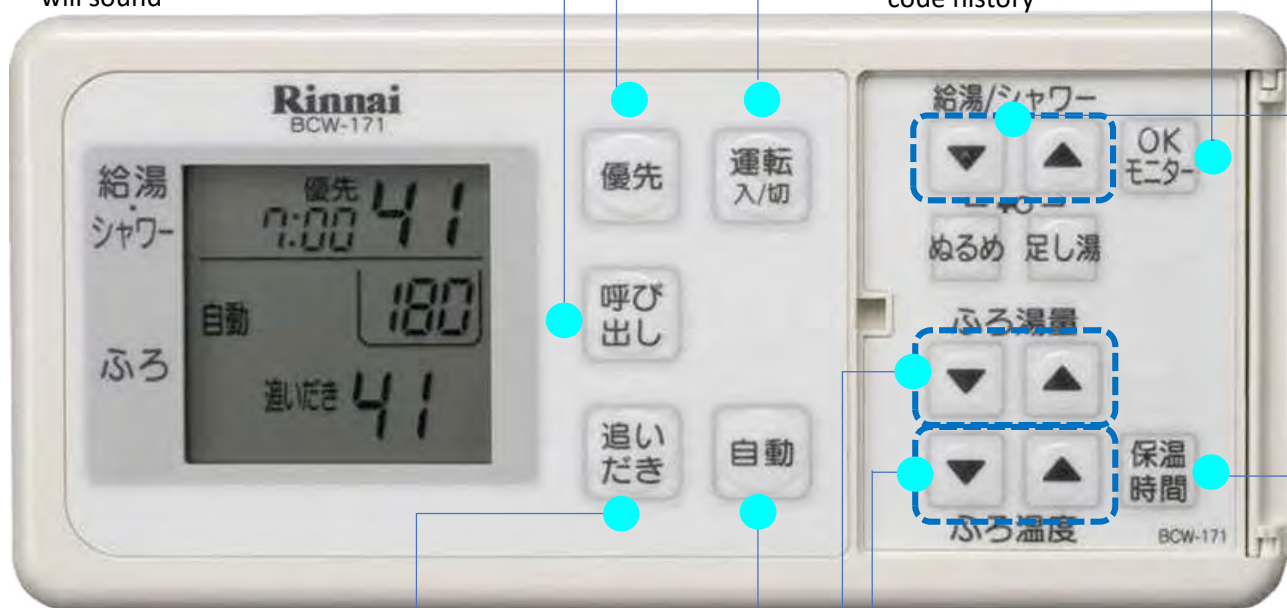 will sound
code history
Rinnai
BCW-171
給湯
・
シャワー
優先
7:00 41
自動
180
ふろ
追いだき 41
優先
運転
入/切
呼び
出し
追い
だき
自動
給湯/シャワー
▼ ▲
OK
モニター
ぬるめ 足し湯
ふろ湯量
▼ ▲
▼ ▲
保温
時間
ふろ温度
BCW-171